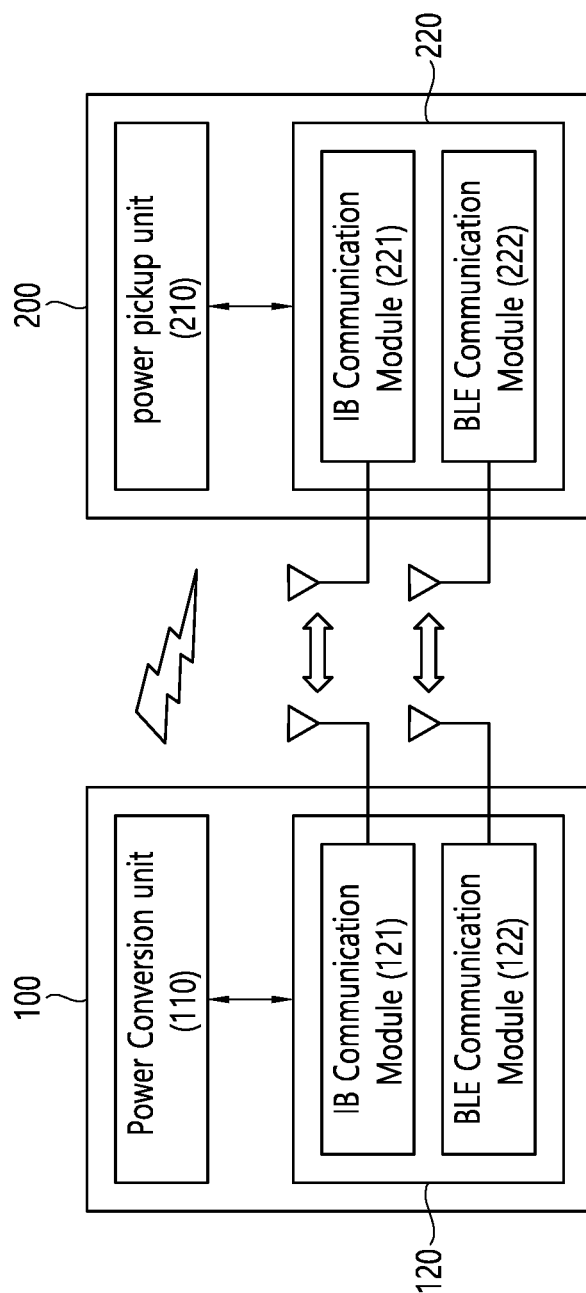 100
Power Conversion unit
(110)
120
IB Communication
Module (121)
BLE Communication
Module (122)
200
power pickup unit
(210)
220
IB Communication
Module (221)
BLE Communication
Module (222)